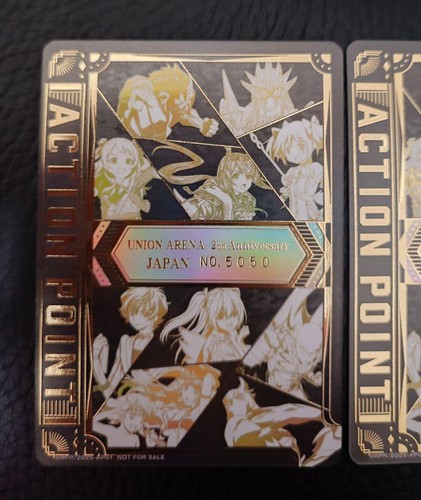 ACTION POINT
UNION ARENA 2nd Anniversary
JAPAN NO.5050
NOT FOR SALE
ACTION POINT